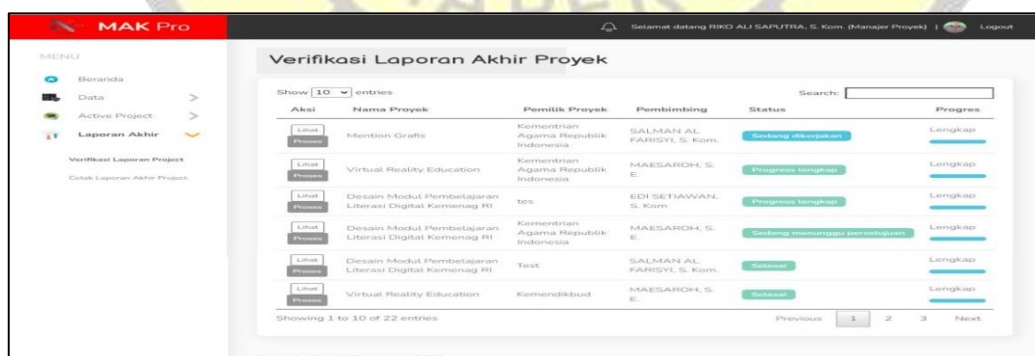 MAK Pro
Selamat datang RIKO ALI SAPUTRA, S. Kom. (Manajer Proyek) | Logout
MENU
Beranda
Data
Active Project
Laporan Akhir
Verifikasi Laporan Project
Cetak Laporan Akhir Project
Verifikasi Laporan Akhir Proyek
Show 10 entries
Search:
Aksi Nama Proyek Pemilik Proyek Pembimbing Status Progres
Lihat
Proses
Mention Grafis
Kementrian
Agama Republik
Indonesia
SALMAN AL
FARISYI, S. Kom.
Sedang dikerjakan
Lengkap
Lihat
Proses
Virtual Reality Education
Kementrian
Agama Republik
Indonesia
MAESAROH, S.
E.
Progress lengkap
Lengkap
Lihat
Proses
Desain Modul Pembelajaran
Literasi Digital Kemenag RI
tes
EDI SETIAWAN,
S. Kom
Progress lengkap
Lengkap
Lihat
Proses
Desain Modul Pembelajaran
Literasi Digital Kemenag RI
Kementrian
Agama Republik
Indonesia
MAESAROH, S.
E.
Sedang menunggu persetujuan
Lengkap
Lihat
Proses
Desain Modul Pembelajaran
Literasi Digital Kemenag RI
Test
SALMAN AL
FARISYI, S. Kom.
Selesai
Lengkap
Lihat
Proses
Virtual Reality Education
Kemendikbud
MAESAROH, S.
E.
Selesai
Lengkap
Showing 1 to 10 of 22 entries
Previous 1 2 3 Next